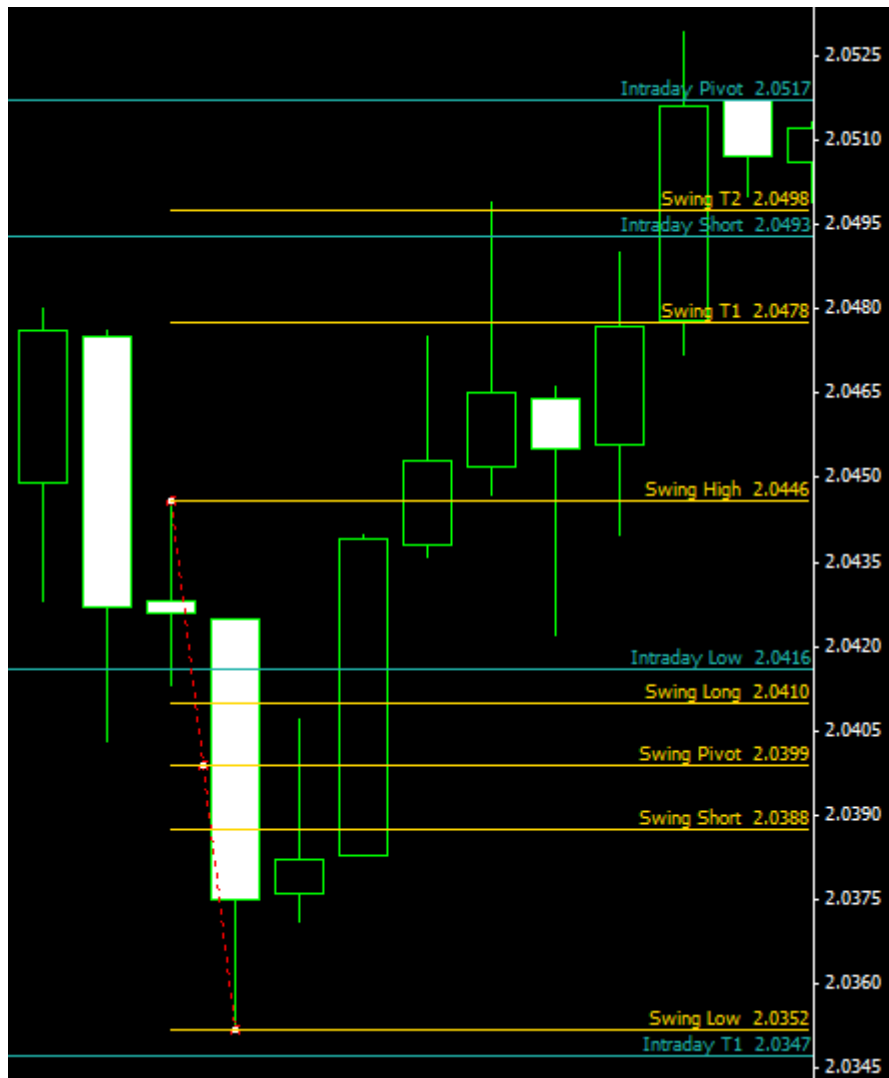 2.0525
Intraday Pivot 2.0517
2.0510
Swing T2 2.0498
2.0495
Intraday Short 2.0493
2.0480
Swing T1 2.0478
2.0465
2.0450
Swing High 2.0446
2.0435
2.0420
Intraday Low 2.0416
Swing Long 2.0410
2.0405
Swing Pivot 2.0399
2.0390
Swing Short 2.0388
2.0375
2.0360
Swing Low 2.0352
Intraday T1 2.0347
2.0345